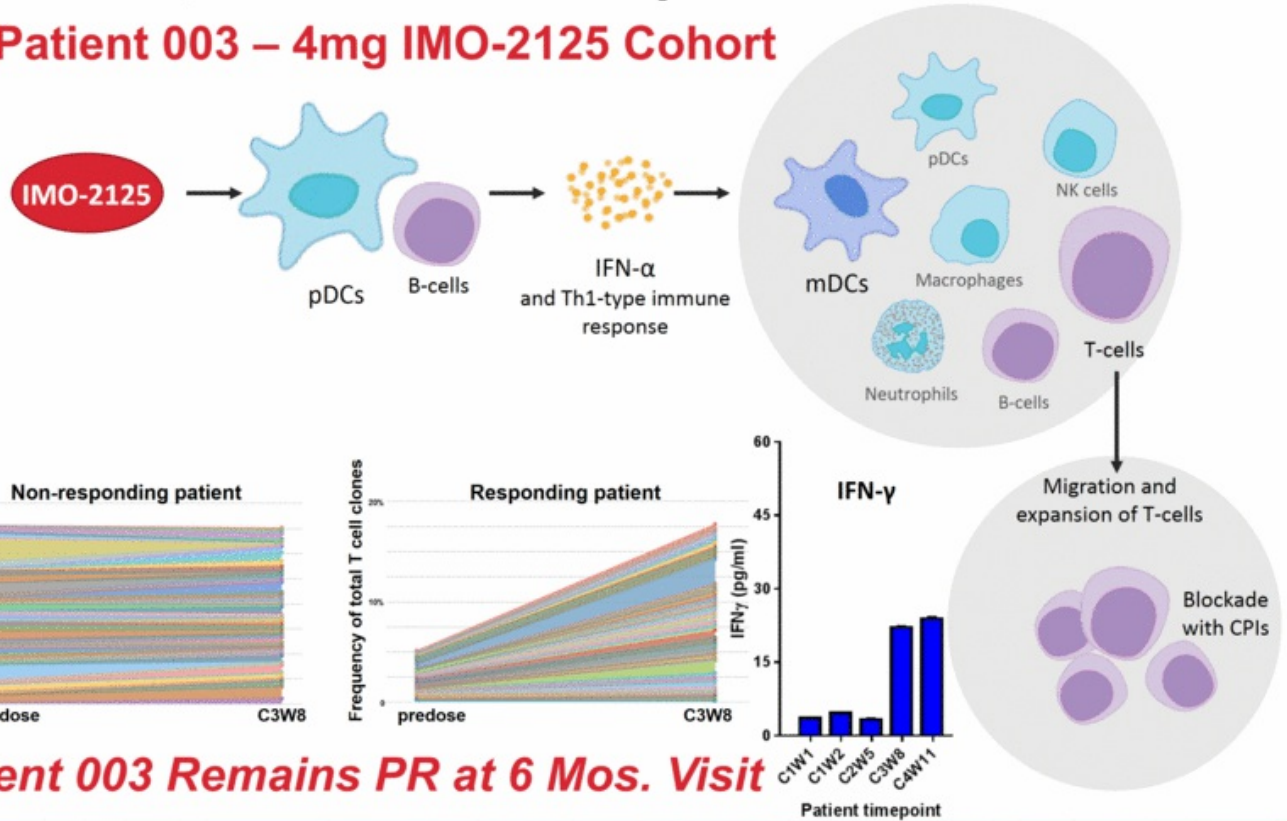 Patient 003 – 4mg IMO-2125 Cohort
IMO-2125
pDCs
B-cells
IFN-α
and Th1-type immune
response
pDCs
NK cells
mDCs
Macrophages
T-cells
Neutrophils
B-cells
Migration and
expansion of T-cells
Blockade
with CPIs
Non-responding patient
dose
C3W8
Frequency of total T cell clones
Responding patient
20%
10%
0
predose
C3W8
IFN-γ
IFNγ (pg/ml)
60
45
30
15
0
C1W1
C1W2
C2W5
C3W8
C4W11
Patient timepoint
ent 003 Remains PR at 6 Mos. Visit